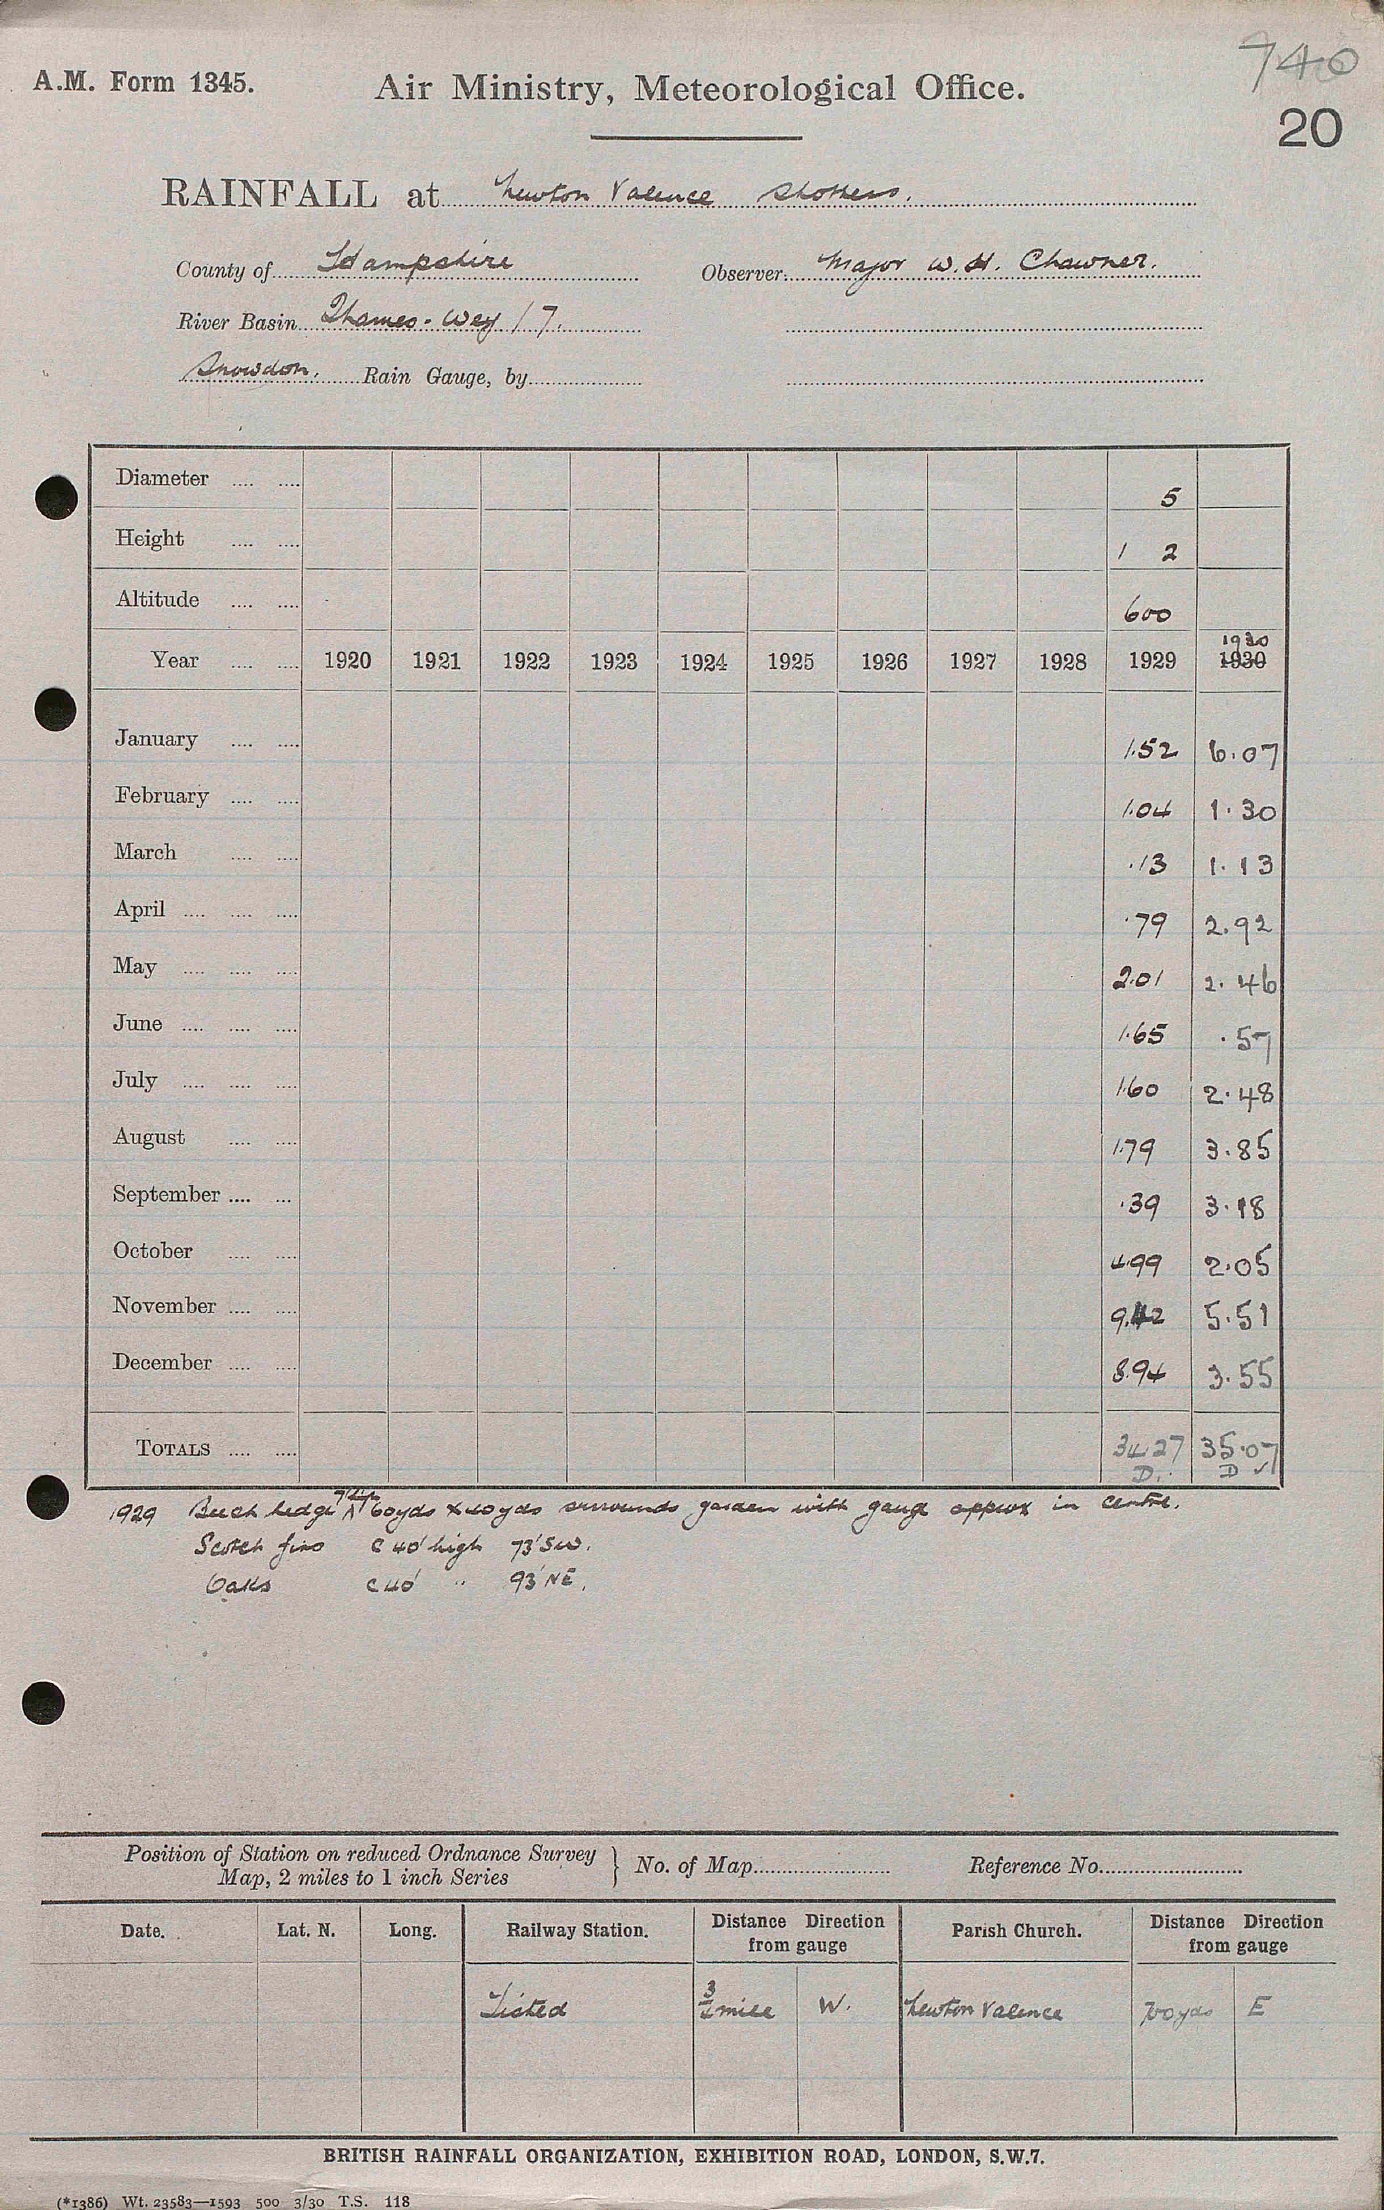 740
A.M. Form 1345. Air Ministry, Meteorological Office.
20
RAINFALL at Newton Valence
County of Hampshire Observer: Major W. H. Chawner.
River Basin Thames - Wey / 7.
Snowdon. Rain Gauge, by
Diameter 5
Height 1 2
Altitude 600
1930
Year 1920 1921 1922 1923 1924 1925 1926 1927 1928 1929 1930
January 1.52 6.07
February 1.04 1.30
March .13 1.13
April .79 2.92
May 2.01 2.46
June 1.65 .57
July 1.60 2.48
August 1.79 3.85
September .39 3.18
October 4.99 2.05
November 9.42 5.51
December 8.94 3.55
TOTALS 34.27 35.07
D. D ✓
1929 Beech hedge 60yds x 40yds surrounds garden with gauge approx in centre.
Scotch firs c 40' high 73' SW.
Oaks c 40' " 93' NE.
Position of Station on reduced Ordnance Survey
Map, 2 miles to 1 inch Series } No. of Map Reference No.
Date. Lat. N. Long. Railway Station. Distance Direction from gauge Parish Church. Distance Direction from gauge
Tisted 3/4 mile W. Newton Valence 700 yds E
BRITISH RAINFALL ORGANIZATION, EXHIBITION ROAD, LONDON, S.W.7.
(*1386) Wt. 23583—1593 500 3/30 T.S. 118